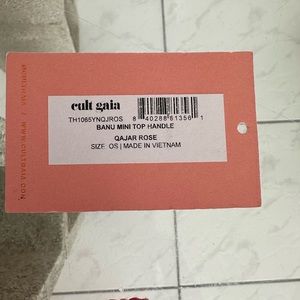 cult gaia
TH1065YNQJROS 8 40288 61356 1
BANU MINI TOP HANDLE
QAJAR ROSE
SIZE OS | MADE IN VIETNAM
WWW.CULTGAIA.COM